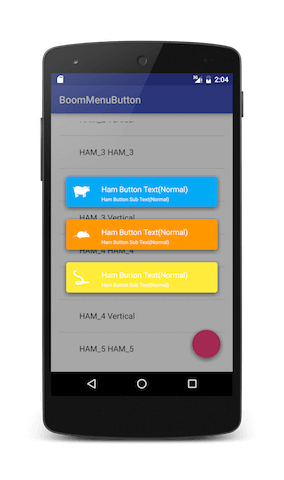 2:04
BoomMenuButton
HAM_3 HAM_3
Ham Button Text(Normal)
Ham Button Sub Text(Normal)
HAM_3 Vertical
Ham Button Text(Normal)
Ham Button Sub Text(Normal)
HAM_4 HAM_4
Ham Button Text(Normal)
Ham Button Sub Text(Normal)
HAM_4 Vertical
HAM_5 HAM_5